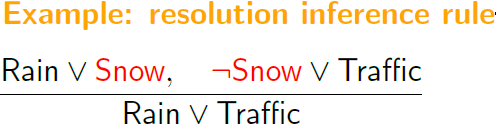 Example: resolution inference rule
Rain ∨ Snow, ¬Snow ∨ Traffic
Rain ∨ Traffic